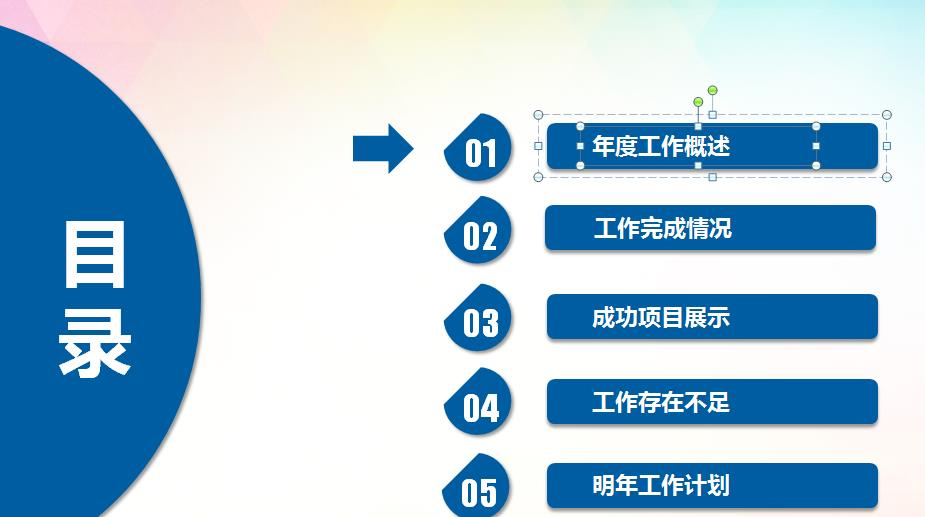 目
录
01
年度工作概述
02
工作完成情况
03
成功项目展示
04
工作存在不足
05
明年工作计划